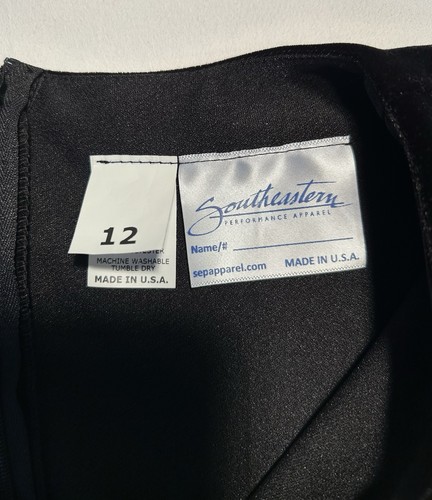 12
MACHINE WASHABLE
TUMBLE DRY
MADE IN U.S.A.
Southeastern
PERFORMANCE APPAREL
Name/#
sepapparel.com MADE IN U.S.A.